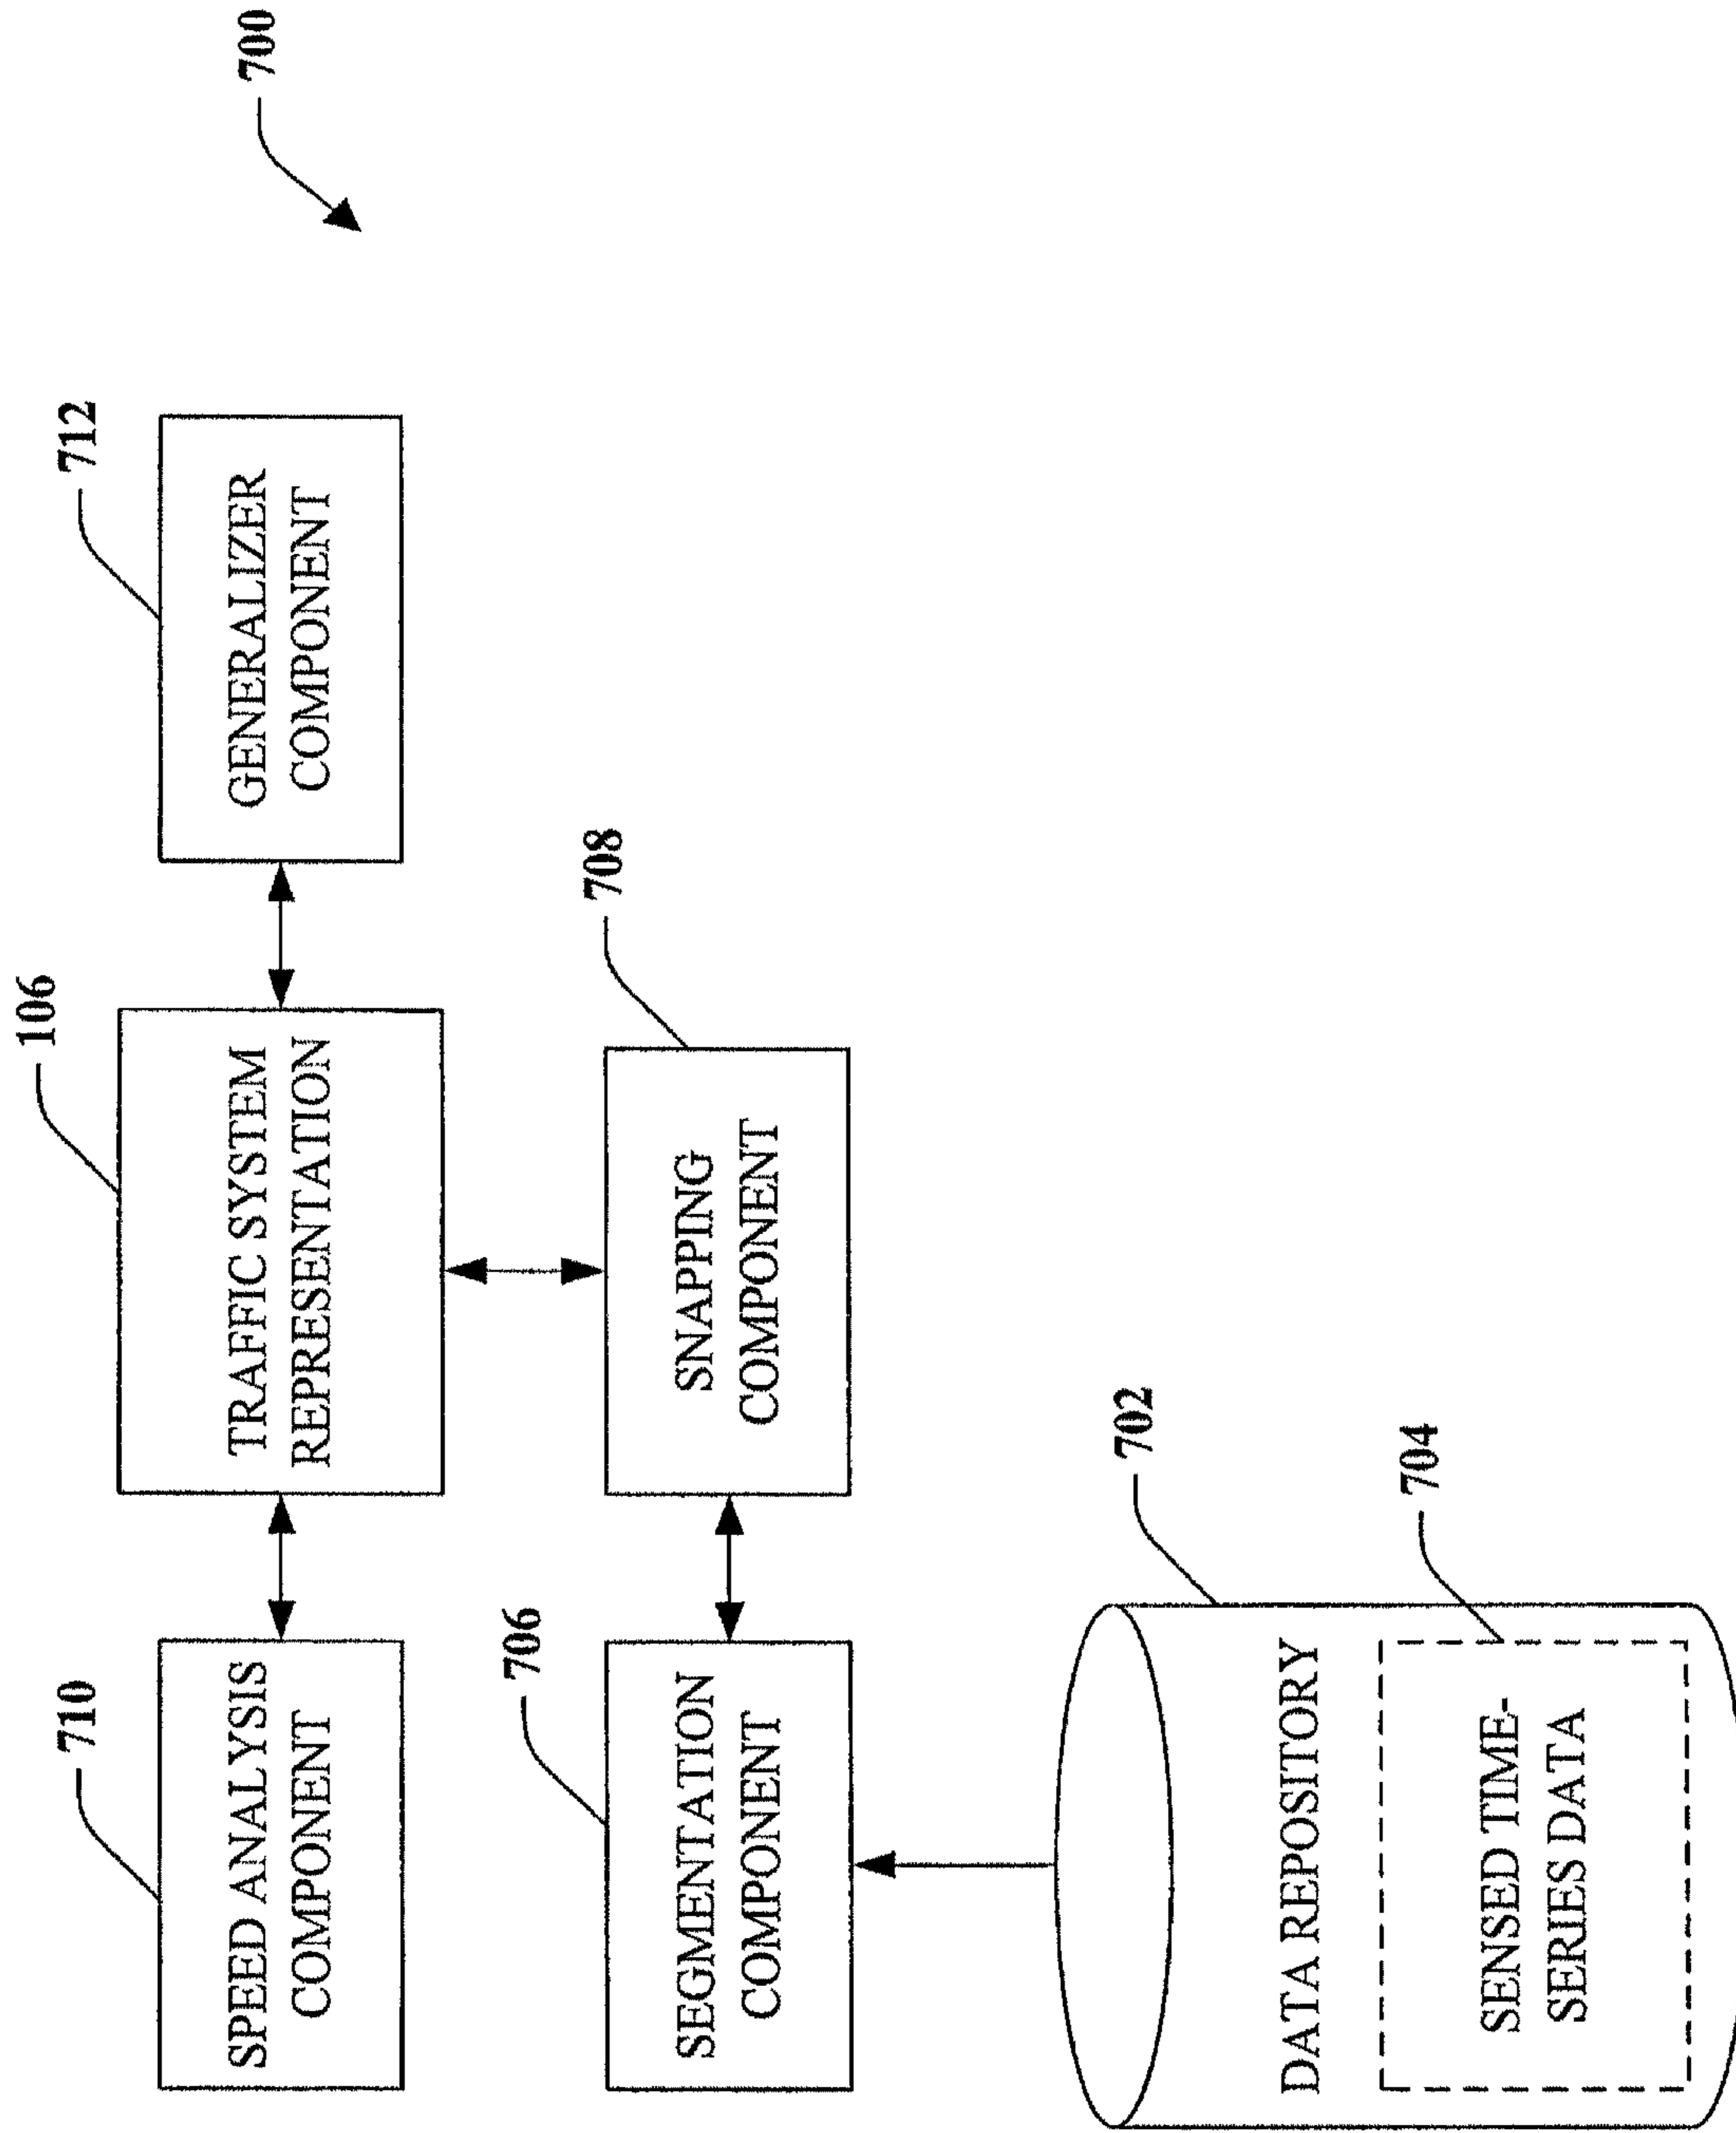 700
710
SPEED ANALYSIS
COMPONENT
106
TRAFFIC SYSTEM
REPRESENTATION
712
GENERALIZER
COMPONENT
706
SEGMENTATION
COMPONENT
708
SNAPPING
COMPONENT
702
DATA REPOSITORY
704
SENSED TIME-
SERIES DATA